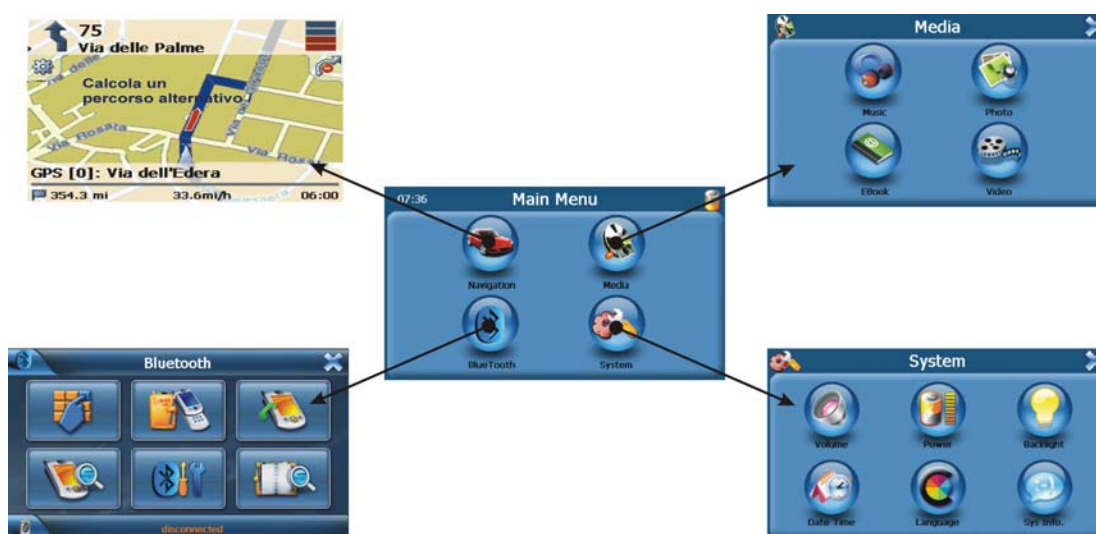 75
Via delle Palme
delle
Calcola un
percorso alternativo
Via Rosata
Via Rosa
GPS [0]: Via dell'Edera
354.3 mi 33.6mi/h 06:00
Media
Music Photo
EBook Video
07:36 Main Menu
Navigation Media
BlueTooth System
Bluetooth
disconnected
System
Volume Power Backlight
Date Time Language Sys Info.